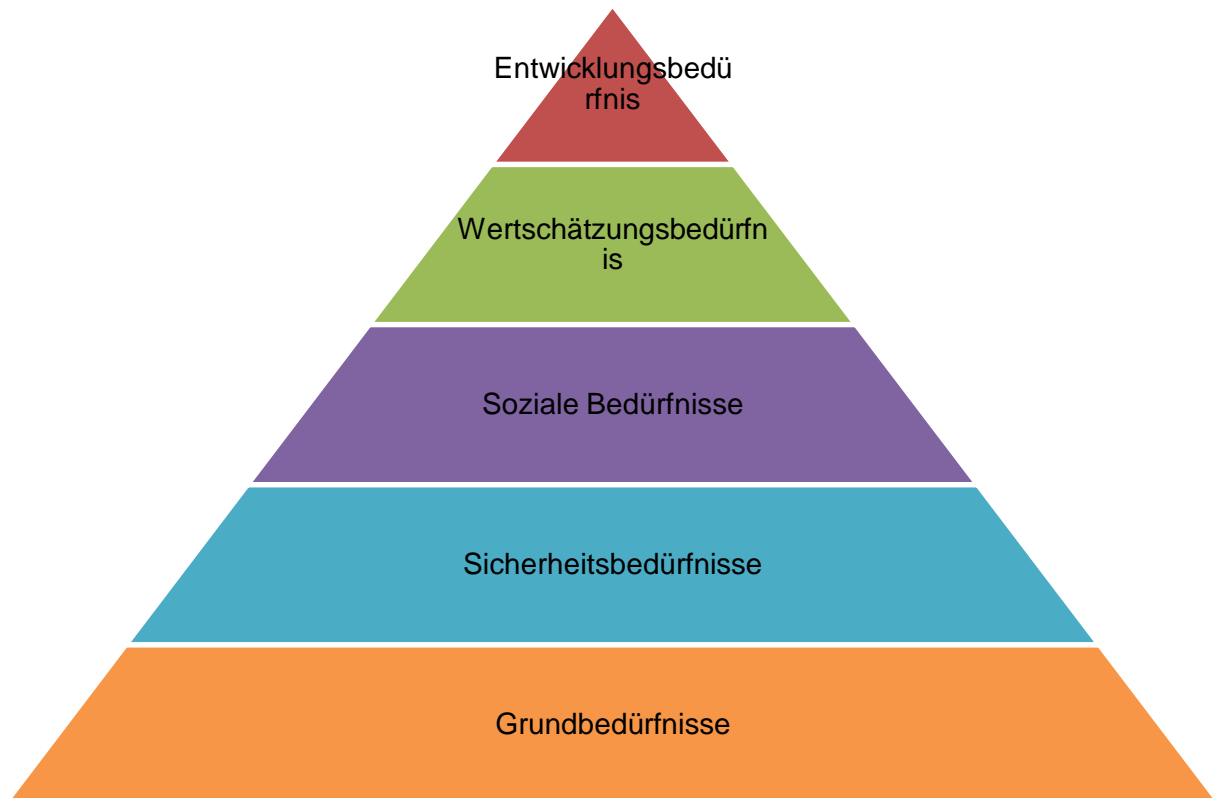 Entwicklungsbedü
rfnis
Wertschätzungsbedürfn
is
Soziale Bedürfnisse
Sicherheitsbedürfnisse
Grundbedürfnisse